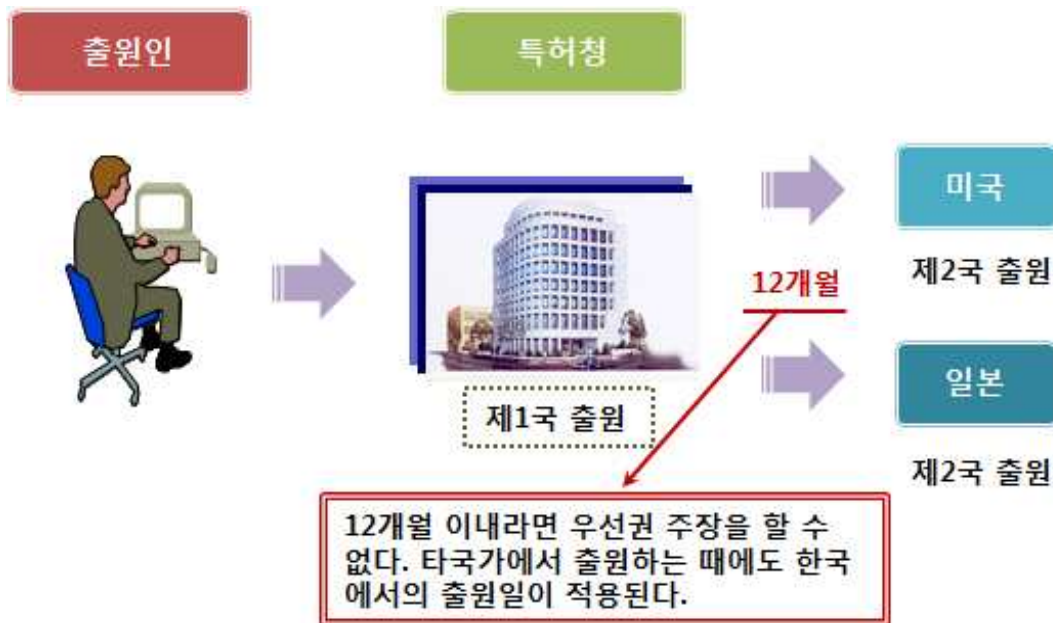 출원인
특허청
미국
제2국 출원
12개월
일본
제1국 출원
제2국 출원
12개월 이내라면 우선권 주장을 할 수
없다. 타국가에서 출원하는 때에도 한국
에서의 출원일이 적용된다.